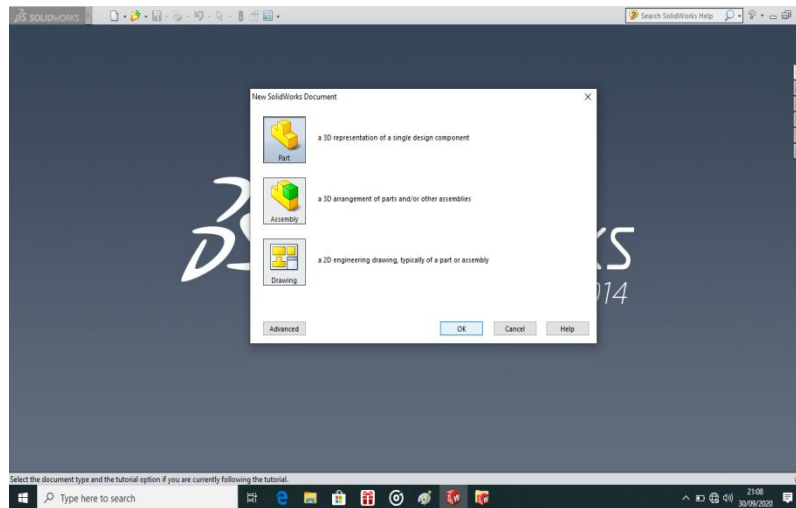 SOLIDWORKS
Search SolidWorks Help
New SolidWorks Document
Part
a 3D representation of a single design component
Assembly
a 3D arrangement of parts and/or other assemblies
Drawing
a 2D engineering drawing, typically of a part or assembly
KS
014
Advanced
OK
Cancel
Help
Select the document type and the tutorial option if you are currently following the tutorial.
Type here to search
21:08
30/09/2020